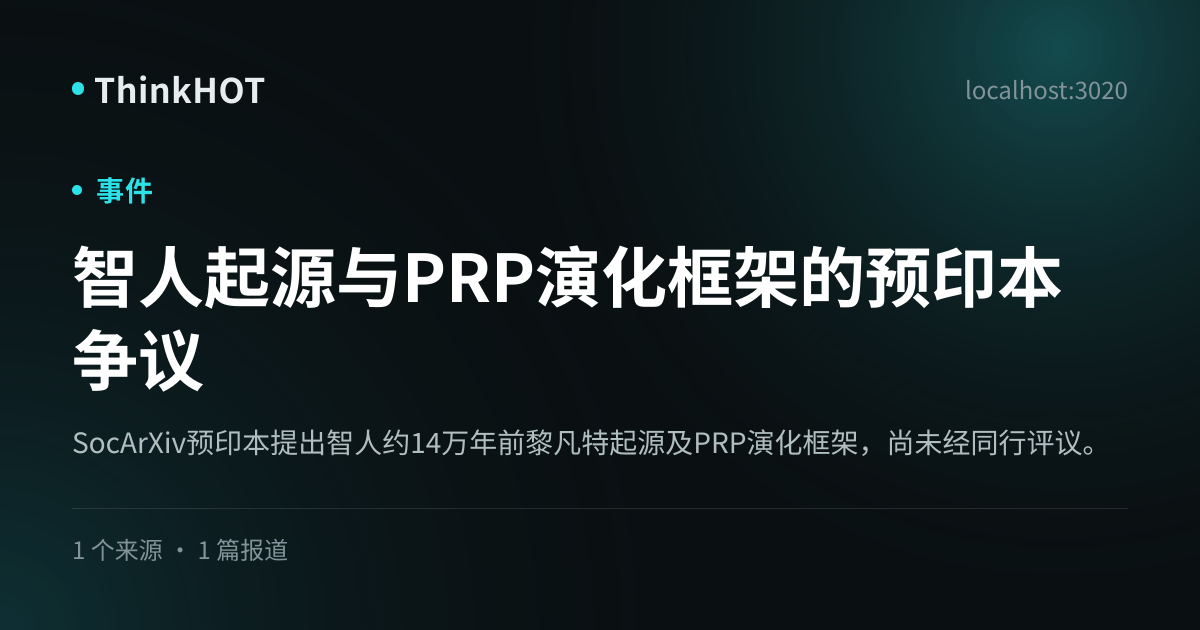 ThinkHOT
localhost:3020
事件
智人起源与PRP演化框架的预印本
争议
SocArXiv预印本提出智人约14万年前黎凡特起源及PRP演化框架，尚未经同行评议。
1 个来源 · 1 篇报道